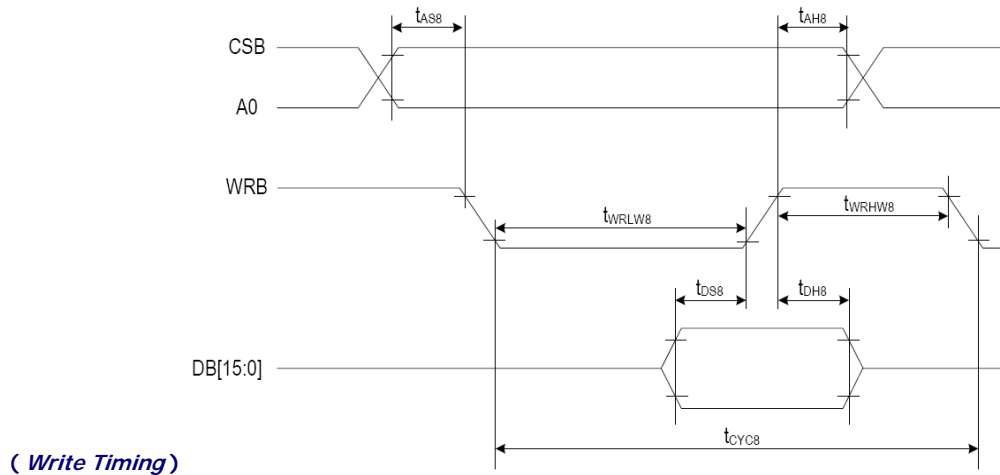 tAS8
tAH8
CSB
A0
WRB
tWRLW8
tWRHW8
tDS8
tDH8
DB[15:0]
tCYC8
( Write Timing )